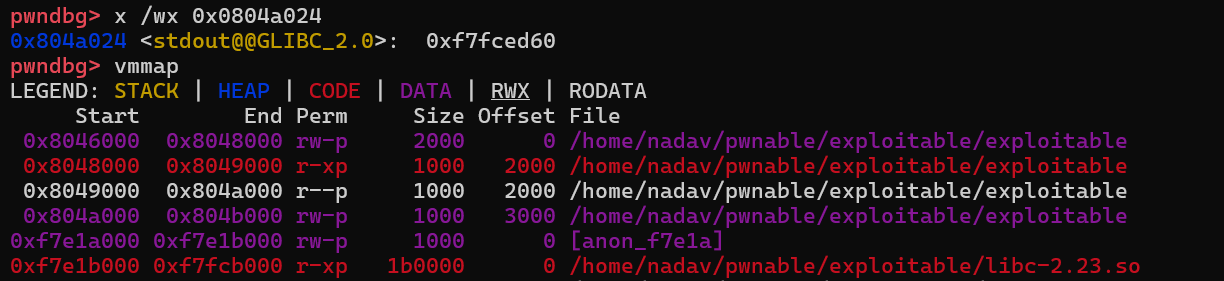 pwndbg> x /wx 0x0804a024
0x804a024 <stdout@@GLIBC_2.0>:  0xf7fced60
pwndbg> vmmap
LEGEND: STACK | HEAP | CODE | DATA | RWX | RODATA
     Start        End Perm     Size Offset File
 0x8046000  0x8048000 rw-p     2000      0 /home/nadav/pwnable/exploitable/exploitable
 0x8048000  0x8049000 r-xp     1000   2000 /home/nadav/pwnable/exploitable/exploitable
 0x8049000  0x804a000 r--p     1000   2000 /home/nadav/pwnable/exploitable/exploitable
 0x804a000  0x804b000 rw-p     1000   3000 /home/nadav/pwnable/exploitable/exploitable
0xf7e1a000 0xf7e1b000 rw-p     1000      0 [anon_f7e1a]
0xf7e1b000 0xf7fcb000 r-xp   1b0000      0 /home/nadav/pwnable/exploitable/libc-2.23.so